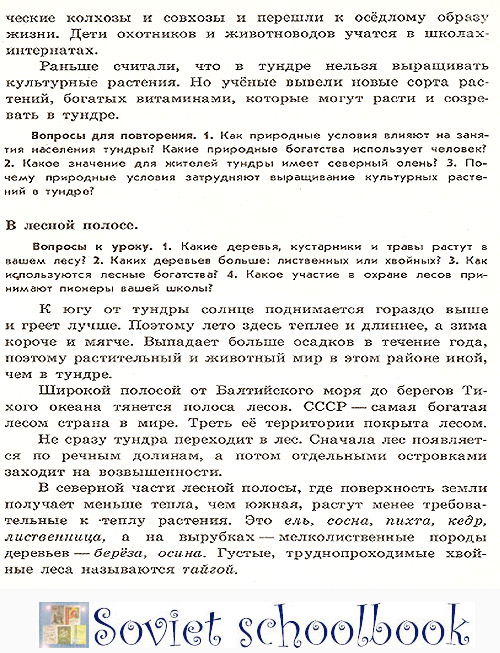 ческие колхозы и совхозы и перешли к осёдлому образу
жизни. Дети охотников и животноводов учатся в школах-
интернатах.
Раньше считали, что в тундре нельзя выращивать
культурные растения. Но учёные вывели новые сорта рас-
тений, богатых витаминами, которые могут расти и созре-
вать в тундре.
Вопросы для повторения. 1. Как природные условия влияют на заня-
тия населения тундры? Какие природные богатства использует человек?
2. Какое значение для жителей тундры имеет северный олень? 3. По-
чему природные условия затрудняют выращивание культурных расте-
ний в тундре?
В лесной полосе.
Вопросы к уроку. 1. Какие деревья, кустарники и травы растут в
вашем лесу? 2. Каких деревьев больше: лиственных или хвойных? 3. Как
используются лесные богатства? 4. Какое участие в охране лесов при-
нимают пионеры вашей школы?
К югу от тундры солнце поднимается гораздо выше
и греет лучше. Поэтому лето здесь теплее и длиннее, а зима
короче и мягче. Выпадает больше осадков в течение года,
поэтому растительный и животный мир в этом районе иной,
чем в тундре.
Широкой полосой от Балтийского моря до берегов Ти-
хого океана тянется полоса лесов. СССР — самая богатая
лесом страна в мире. Треть её территории покрыта лесом.
Не сразу тундра переходит в лес. Сначала лес появляет-
ся по речным долинам, а потом отдельными островками
заходит на возвышенности.
В северной части лесной полосы, где поверхность земли
получает меньше тепла, чем южная, растут менее требова-
тельные к теплу растения. Это ель, сосна, пихта, кедр,
лиственница, а на вырубках — мелколиственные породы
деревьев — берёза, осина. Густые, труднопроходимые хвой-
ные леса называются тайгой.
Soviet schoolbook